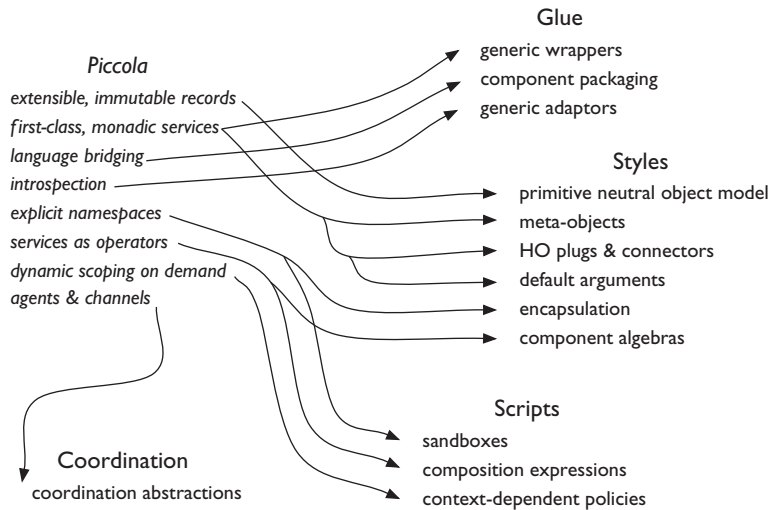 Piccola
extensible, immutable records
first-class, monadic services
language bridging
introspection
explicit namespaces
services as operators
dynamic scoping on demand
agents & channels
Glue
generic wrappers
component packaging
generic adaptors
Styles
primitive neutral object model
meta-objects
HO plugs & connectors
default arguments
encapsulation
component algebras
Scripts
sandboxes
composition expressions
context-dependent policies
Coordination
coordination abstractions